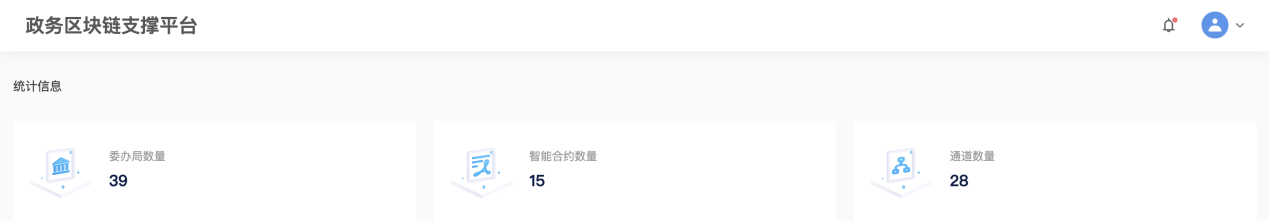 政务区块链支撑平台
统计信息
委办局数量
39
智能合约数量
15
通道数量
28